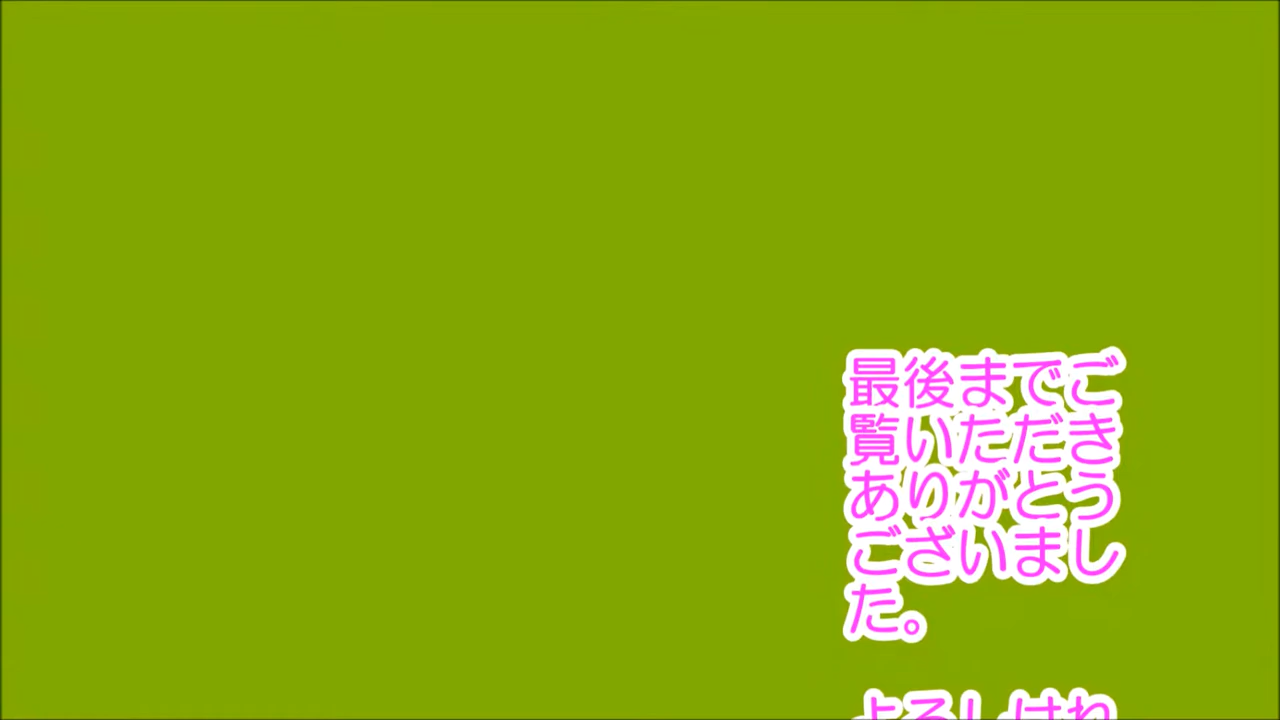 最後までご
覧いただき
ありがとう
ございまし
た。